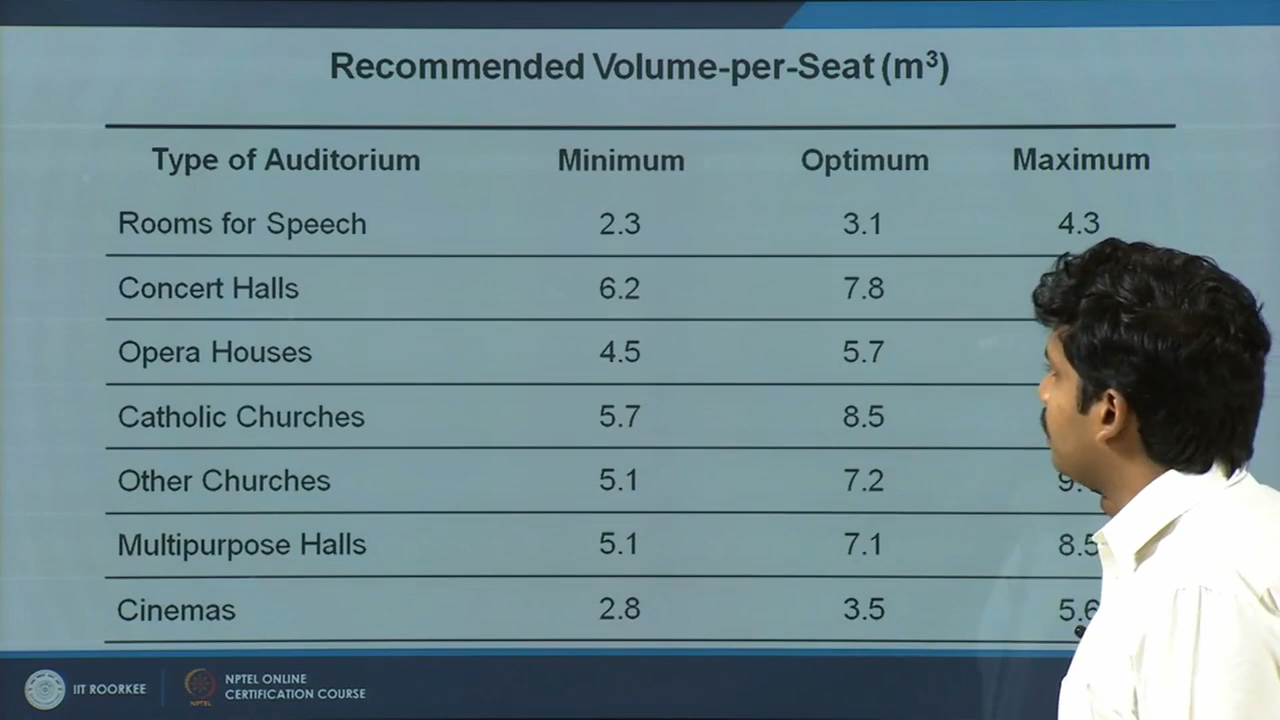 Recommended Volume-per-Seat (m³)
Type of Auditorium Minimum Optimum Maximum
Rooms for Speech 2.3 3.1 4.3
Concert Halls 6.2 7.8
Opera Houses 4.5 5.7
Catholic Churches 5.7 8.5
Other Churches 5.1 7.2
Multipurpose Halls 5.1 7.1 8.5
Cinemas 2.8 3.5 5.6
IIT ROORKEE
NPTEL
NPTEL ONLINE
CERTIFICATION COURSE